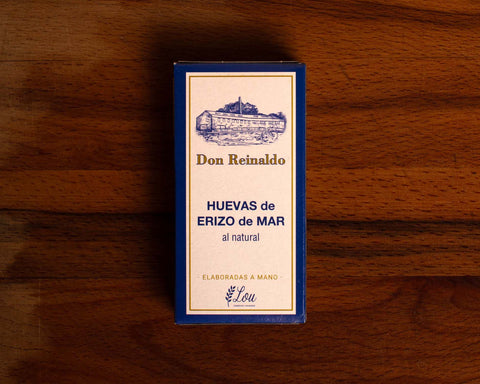 Don Reinaldo
HUEVAS de
ERIZO de MAR
al natural
· ELABORADAS A MANO ·
Lou